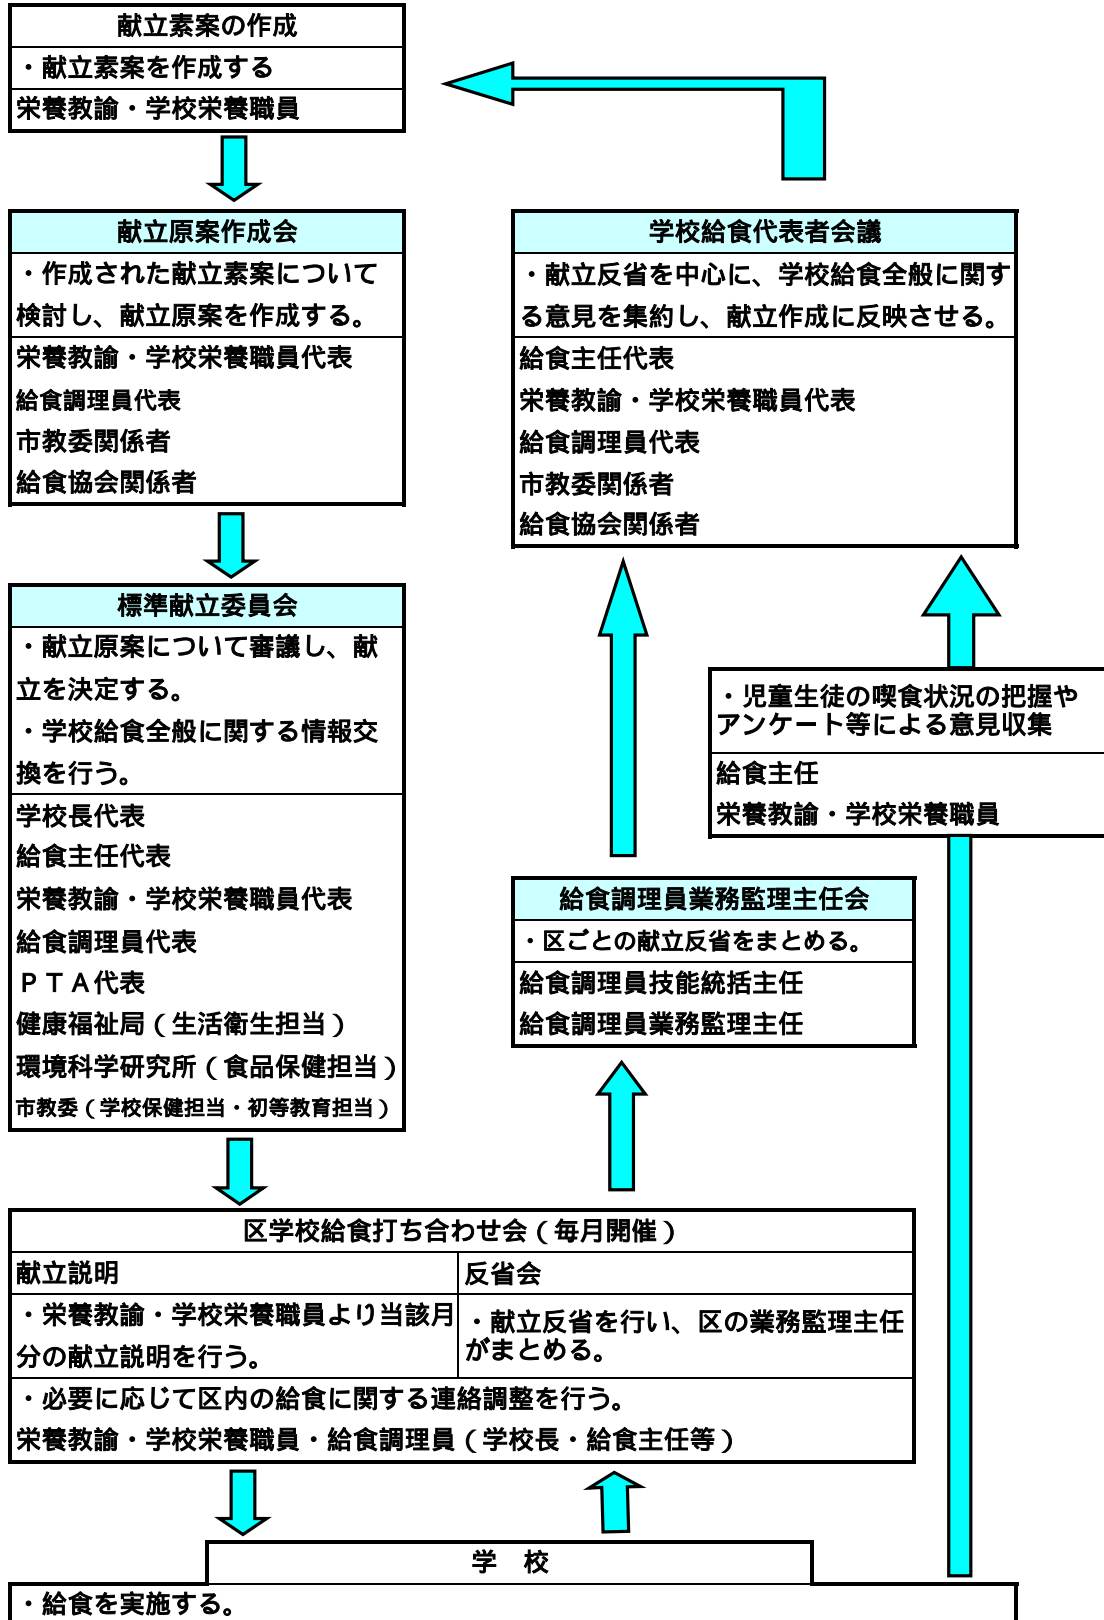 献立素案の作成
・献立素案を作成する
栄養教諭・学校栄養職員
献立原案作成会
・作成された献立素案について
検討し、献立原案を作成する。
栄養教諭・学校栄養職員代表
給食調理員代表
市教委関係者
給食協会関係者
標準献立委員会
・献立原案について審議し、献
立を決定する。
・学校給食全般に関する情報交
換を行う。
学校長代表
給食主任代表
栄養教諭・学校栄養職員代表
給食調理員代表
ＰＴＡ代表
健康福祉局（生活衛生担当）
環境科学研究所（食品保健担当）
市教委（学校保健担当・初等教育担当）
学校給食代表者会議
・献立反省を中心に、学校給食全般に関す
る意見を集約し、献立作成に反映させる。
給食主任代表
栄養教諭・学校栄養職員代表
給食調理員代表
市教委関係者
給食協会関係者
・児童生徒の喫食状況の把握や
アンケート等による意見収集
給食主任
栄養教諭・学校栄養職員
給食調理員業務監理主任会
・区ごとの献立反省をまとめる。
給食調理員技能統括主任
給食調理員業務監理主任
区学校給食打ち合わせ会（毎月開催）
献立説明
・栄養教諭・学校栄養職員より当該月
分の献立説明を行う。
反省会
・献立反省を行い、区の業務監理主任
がまとめる。
・必要に応じて区内の給食に関する連絡調整を行う。
栄養教諭・学校栄養職員・給食調理員（学校長・給食主任等）
学　校
・給食を実施する。